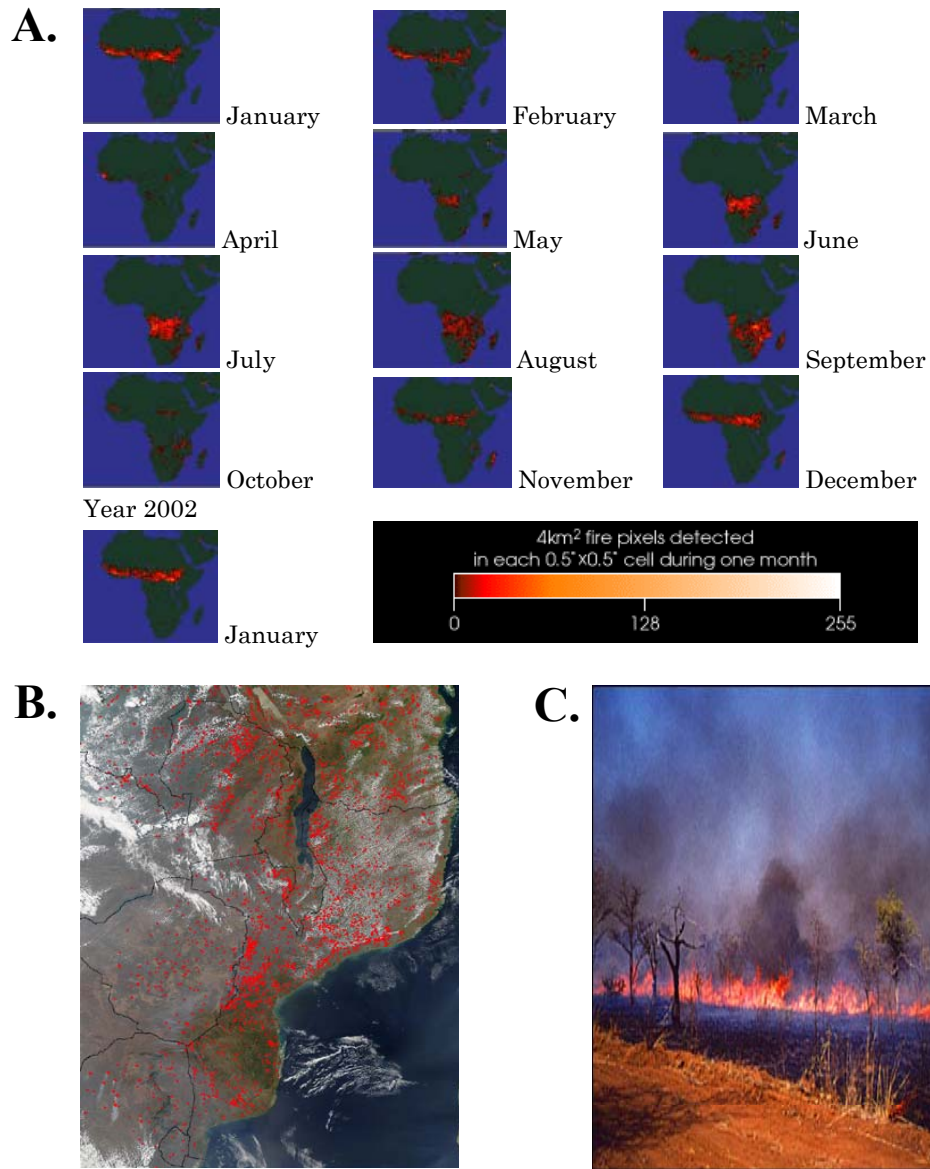 A.
January
February
March
April
May
June
July
August
September
October
November
December
Year 2002
January
4km² fire pixels detected
in each 0.5°x0.5° cell during one month
0
128
255
B.
C.